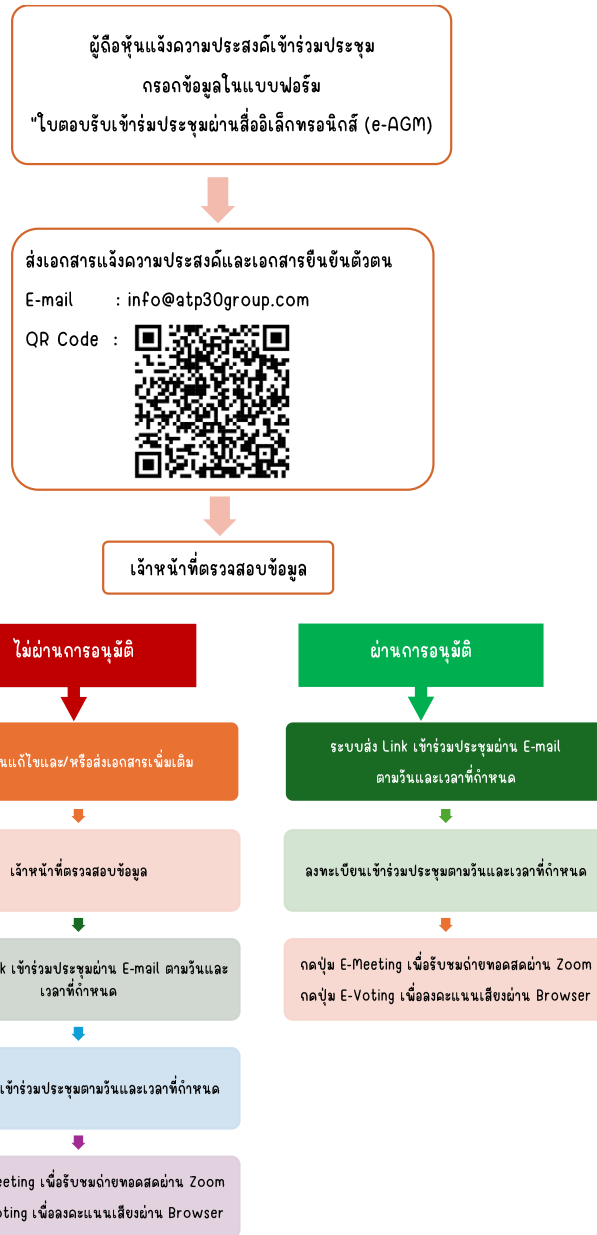 ผู้ถือหุ้นแจ้งความประสงค์เข้าร่วมประชุม
กรอกข้อมูลในแบบฟอร์ม
"ใบตอบรับเข้าร่มประชุมผ่านสื่ออิเล็กทรอนิกส์ (e-AGM)
ส่งเอกสารแจ้งความประสงค์และเอกสารยืนยันตัวตน
E-mail : info@atp30group.com
QR Code :
เจ้าหน้าที่ตรวจสอบข้อมูล
ไม่ผ่านการอนุมัติ
แก้ไขและ/หรือส่งเอกสารเพิ่มเติม
เจ้าหน้าที่ตรวจสอบข้อมูล
เข้าร่วมประชุมผ่าน E-mail ตามวันและ
เวลาที่กำหนด
เข้าร่วมประชุมตามวันและเวลาที่กำหนด
eeting เพื่อรับชมถ่ายทอดสดผ่าน Zoom
oting เพื่อลงคะแนนเสียงผ่าน Browser
ผ่านการอนุมัติ
ระบบส่ง Link เข้าร่วมประชุมผ่าน E-mail
ตามวันและเวลาที่กำหนด
ลงทะเบียนเข้าร่วมประชุมตามวันและเวลาที่กำหนด
กดปุ่ม E-Meeting เพื่อรับชมถ่ายทอดสดผ่าน Zoom
กดปุ่ม E-Voting เพื่อลงคะแนนเสียงผ่าน Browser